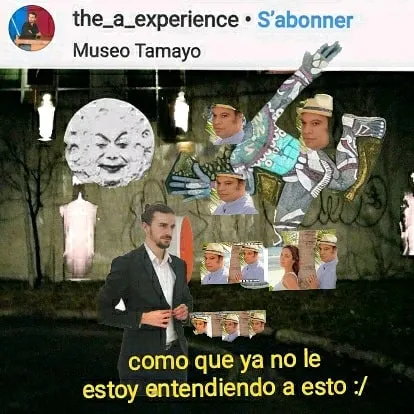 the_a_experience • S'abonner
Museo Tamayo
como que ya no le
estoy entendiendo a esto :/